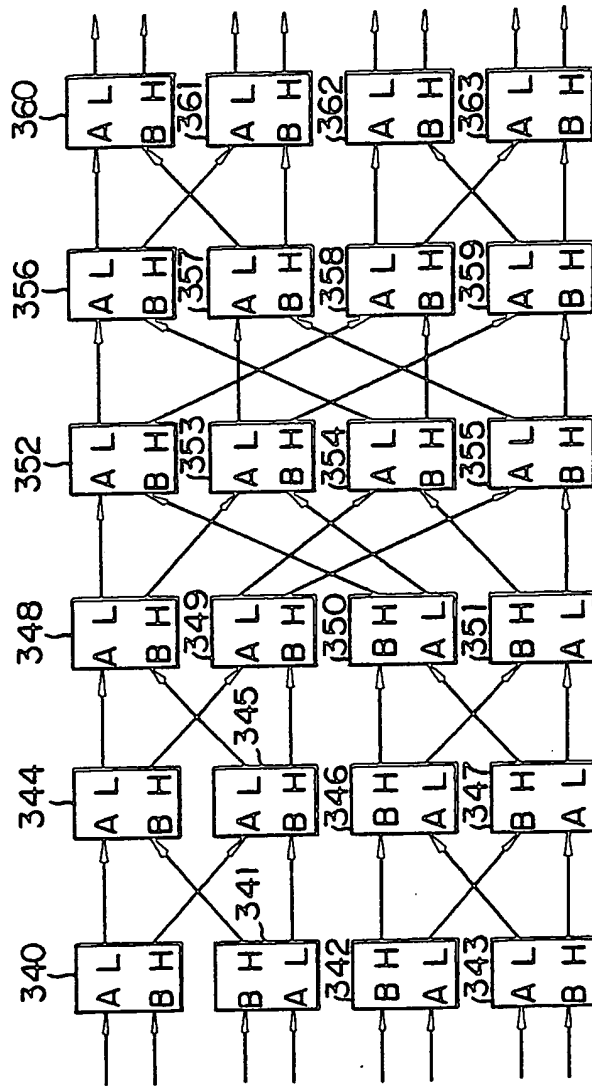 340 344 348 352 356 360
A L A L A L A L A L A L
B H B H B H B H B H B H
341 345 349 353 357 361
B H A L A L A L A L A L
A L B H B H B H B H B H
342 346 350 354 358 362
B H B H B H A L A L A L
A L A L A L B H B H B H
343 347 351 355 359 363
A L B H B H A L A L A L
B H A L A L B H B H B H